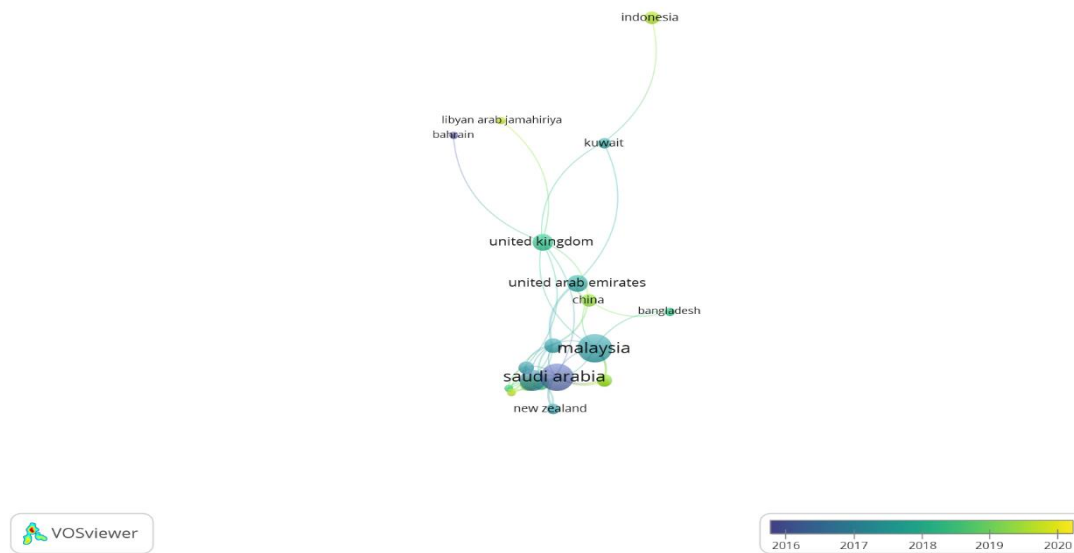 indonesia
libyan arab jamahiriya
bahrain
kuwait
united kingdom
united arab emirates
china
bangladesh
malaysia
saudi arabia
new zealand
VOSviewer
2016 2017 2018 2019 2020